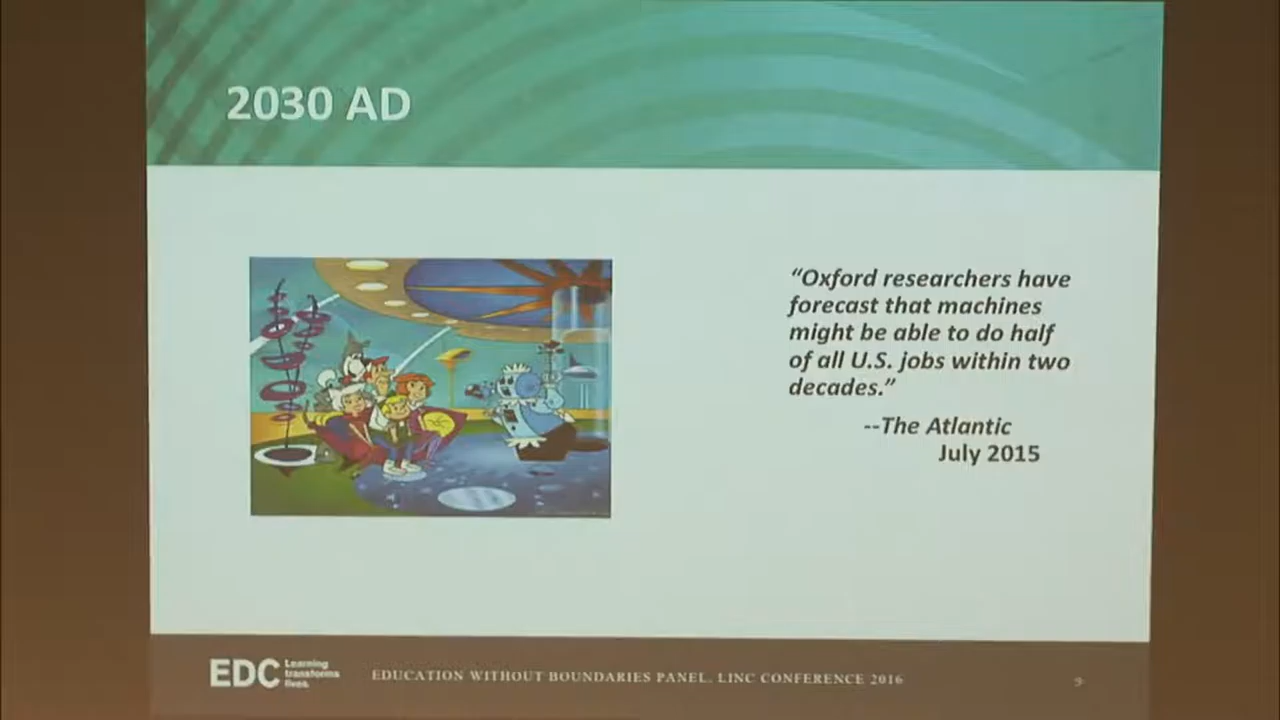 2030 AD
“Oxford researchers have
forecast that machines
might be able to do half
of all U.S. jobs within two
decades.”
--The Atlantic
July 2015
EDC
Learning
transforms
lives.
EDUCATION WITHOUT BOUNDARIES PANEL. LINC CONFERENCE 2016
9